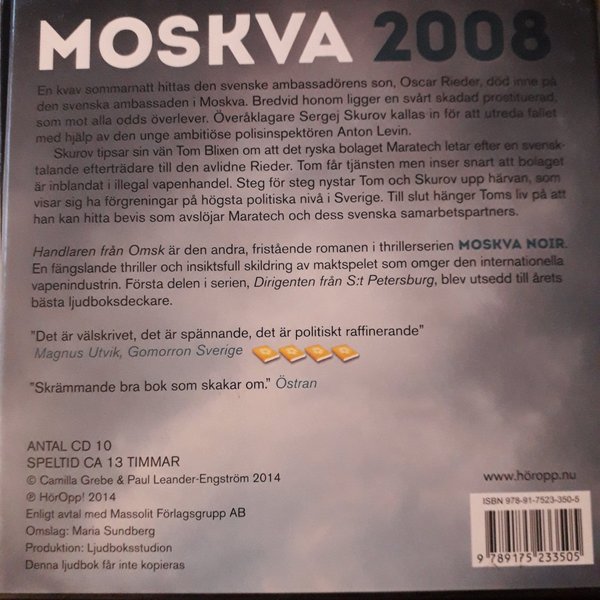 MOSKVA 2008
En kvav sommarnatt hittas den svenske ambassadörens son, Oscar Rieder, död inne på
den svenska ambassaden i Moskva. Bredvid honom ligger en svårt skadad prostituerad,
som mot alla odds överlever. Överåklagare Sergej Skurov kallas in för att utreda fallet
med hjälp av den unge ambitiöse polisinspektören Anton Levin.
Skurov tipsar sin vän Tom Blixen om att det ryska bolaget Maratech letar efter en svensk-
talande efterträdare till den avlidne Rieder. Tom får tjänsten men inser snart att bolaget
är inblandat i illegal vapenhandel. Steg för steg nystar Tom och Skurov upp härvan, som
visar sig ha förgreningar på högsta politiska nivå i Sverige. Till slut hänger Toms liv på att
han kan hitta bevis som avslöjar Maratech och dess svenska samarbetspartners.
Handlaren från Omsk är den andra, fristående romanen i thrillerserien MOSKVA NOIR.
En fängslande thriller och insiktsfull skildring av maktspelet som omger den internationella
vapenindustrin. Första delen i serien, Dirigenten från S:t Petersburg, blev utsedd till årets
bästa ljudboksdeckare.
"Det är välskrivet, det är spännande, det är politiskt raffinerande"
Magnus Utvik, Gomorron Sverige
"Skrämmande bra bok som skakar om." Östran
ANTAL CD 10
SPELTID CA 13 TIMMAR
© Camilla Grebe & Paul Leander-Engström 2014
℗ HörOpp! 2014
Enligt avtal med Massolit Förlagsgrupp AB
Omslag: Maria Sundberg
Produktion: Ljudboksstudion
Denna ljudbok får inte kopieras
www.höropp.nu
ISBN 978-91-7523-350-5
9 789175 233505